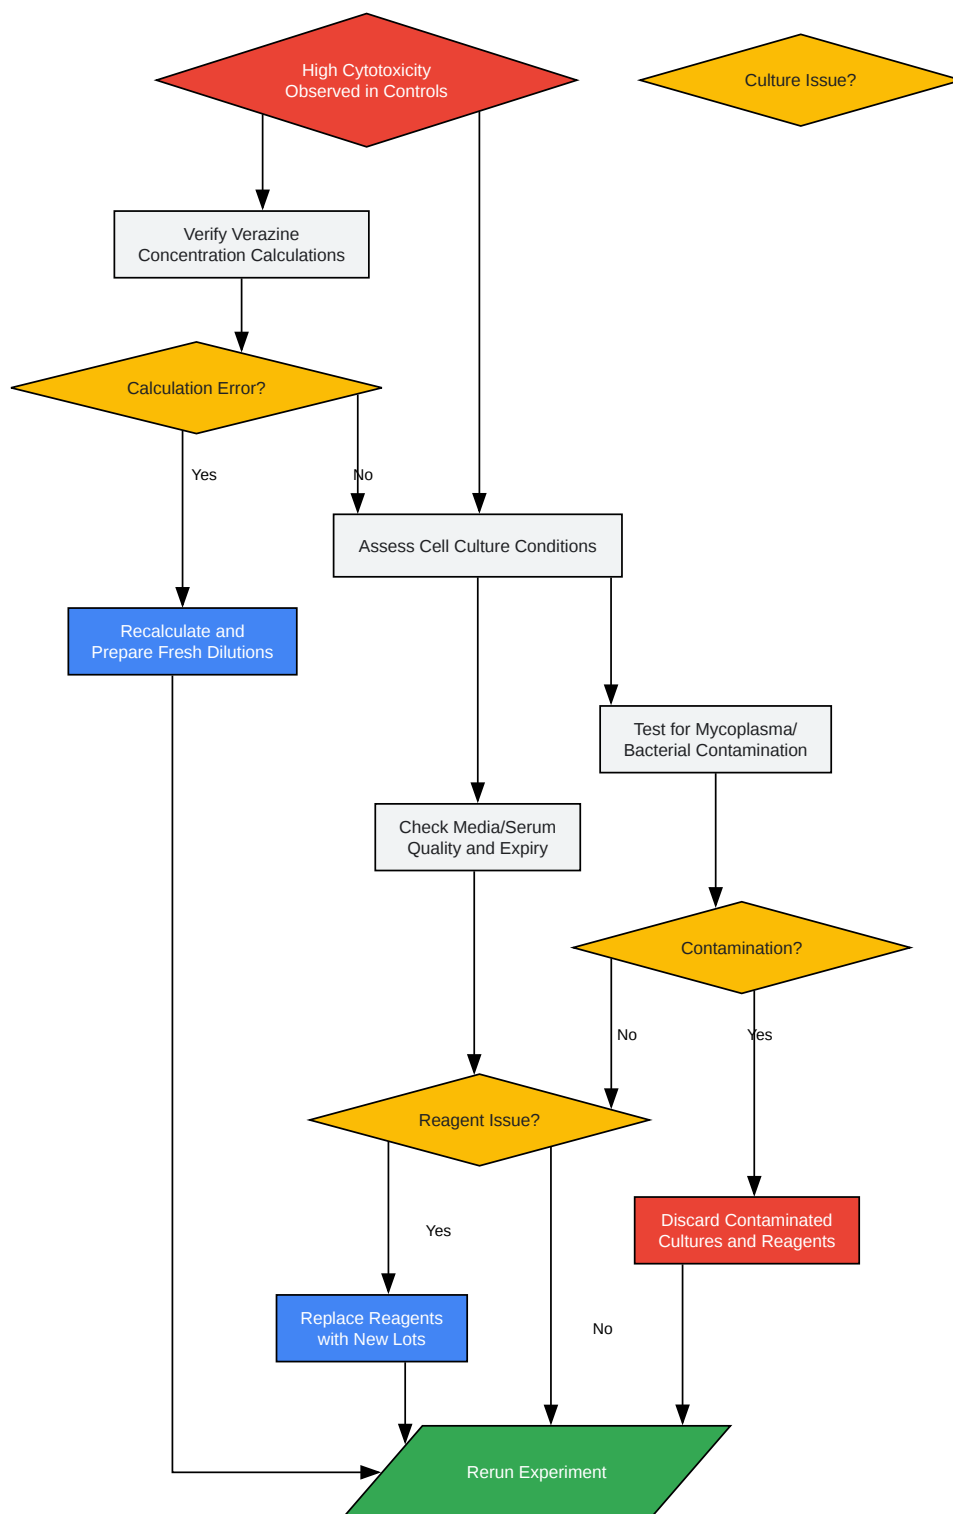 High Cytotoxicity
Observed in Controls
Culture Issue?
Verify Verazine
Concentration Calculations
Calculation Error?
Yes
No
Assess Cell Culture Conditions
Recalculate and
Prepare Fresh Dilutions
Test for Mycoplasma/
Bacterial Contamination
Check Media/Serum
Quality and Expiry
Contamination?
No
Yes
Reagent Issue?
Yes
Discard Contaminated
Cultures and Reagents
Replace Reagents
with New Lots
No
Rerun Experiment